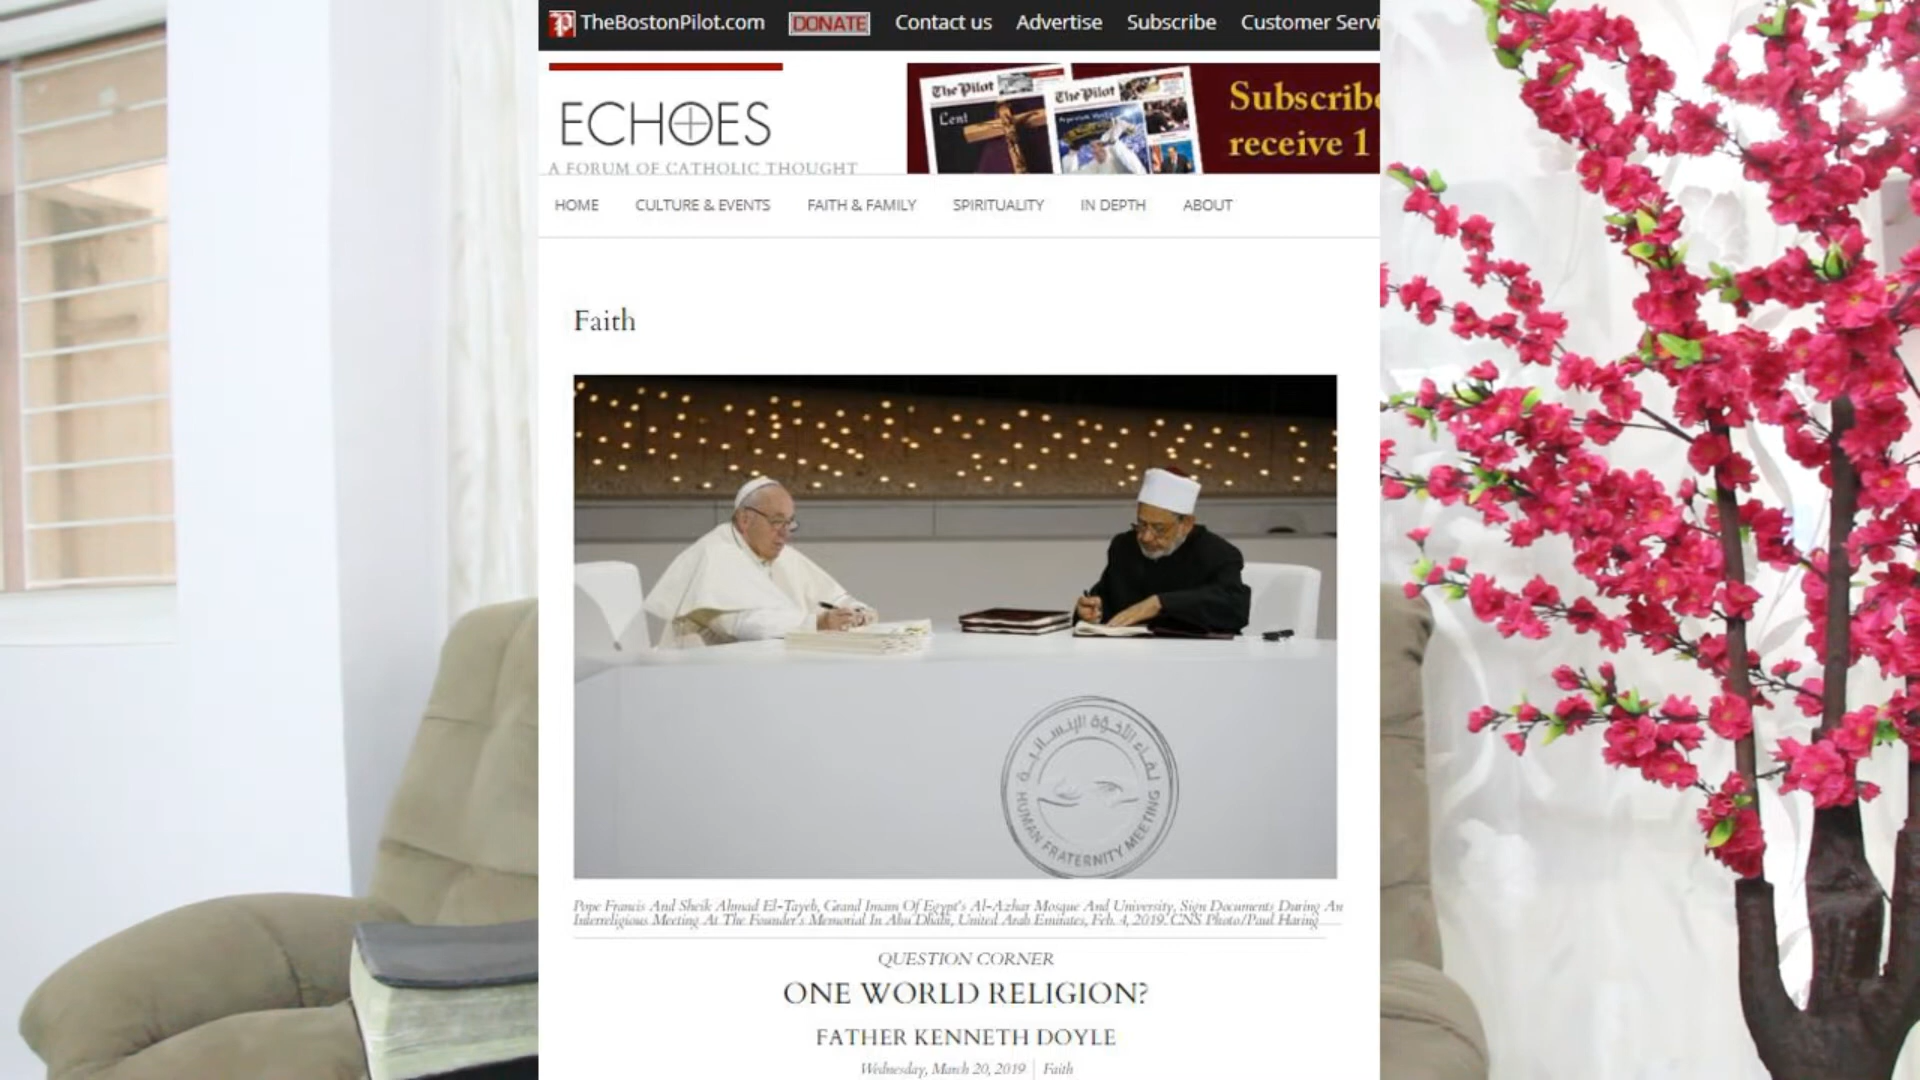 TheBostonPilot.com DONATE Contact us Advertise Subscribe Customer Servi
ECHOES
A FORUM OF CATHOLIC THOUGHT
The Pilot
Lent
The Pilot
Subscribe
receive 1
HOME CULTURE & EVENTS FAITH & FAMILY SPIRITUALITY IN DEPTH ABOUT
Faith
لقاء الأخوة الإنسانية
HUMAN FRATERNITY MEETING
Pope Francis And Sheik Ahmad El-Tayeb, Grand Imam Of Egypt's Al-Azhar Mosque And University, Sign Documents During An
Interreligious Meeting At The Founder's Memorial In Abu Dhabi, United Arab Emirates, Feb. 4, 2019. CNS Photo/Paul Haring
QUESTION CORNER
ONE WORLD RELIGION?
FATHER KENNETH DOYLE
Wednesday, March 20, 2019 | Faith